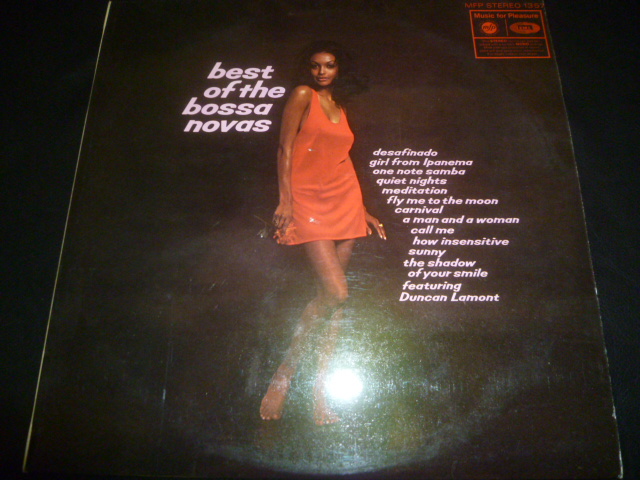 MFP STEREO
Music for Pleasure
best
of the
bossa
novas
desafinado
girl from Ipanema
one note samba
quiet nights
meditation
fly me to the moon
carnival
a man and a woman
call me
how insensitive
sunny
the shadow
of your smile
featuring
Duncan Lamont